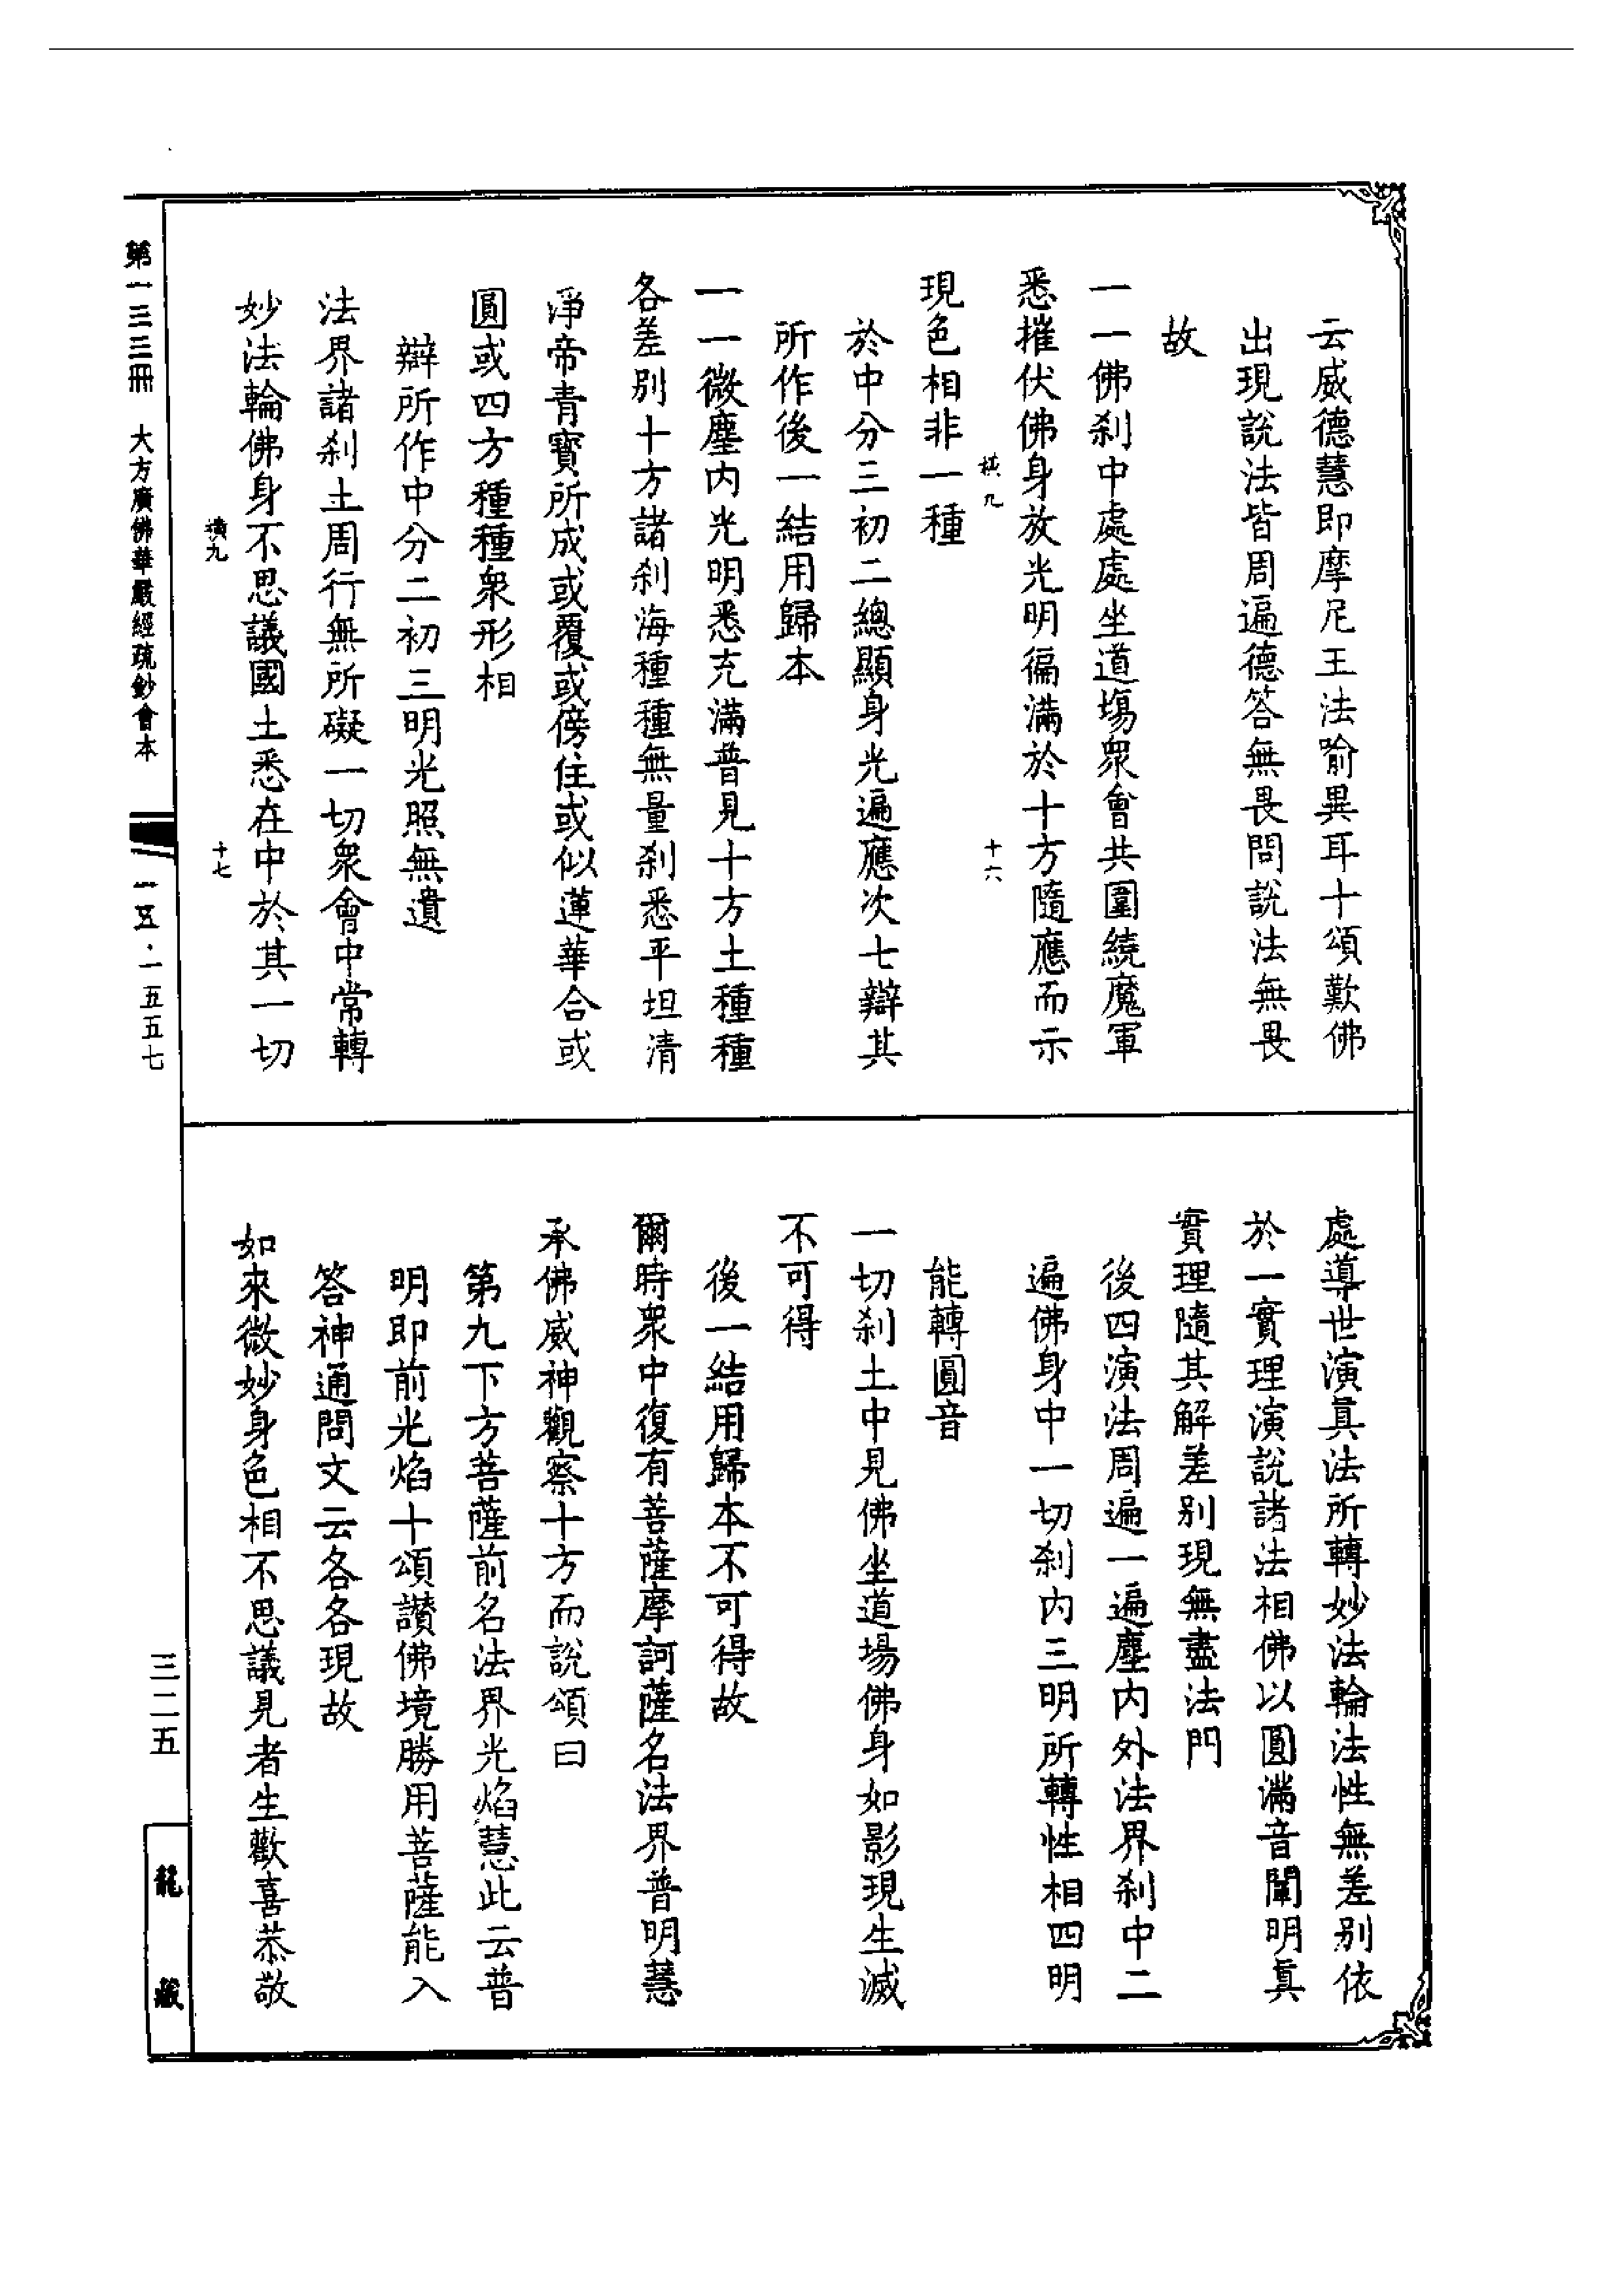 云威德慧即摩尼王法喻異耳十頌歎佛
出現說法皆周遍德答無畏問說法無畏
故
一一佛刹中處處坐道塲衆會共圍繞魔軍
悉摧伏佛身放光明徧滿於十方隨應而示
橫九
十六
現色相非一種
於中分三初二總顯身光遍應次七辯其
所作後一結用歸本
一一微塵內光明悉充滿普見十方土種種
各差別十方諸刹海種種無量刹悉平坦清
淨帝青寶所成或覆或傍住或似蓮華合或
圓或四方種種衆形相
辯所作中分二初三明光照無遺
法界諸刹土周行無所礙一切衆會中常轉
妙法輪佛身不思議國土悉在中於其一切
橫九
十七
處導世演真法所轉妙法輪法性無差别依
於一實理演說諸法相佛以圓滿音闡明真
實理隨其解差别現無盡法門
後四演法周遍一遍塵內外法界刹中二
遍佛身中一切刹内三明所轉性相四明
能轉圓音
一切刹土中見佛坐道場佛身如影現生滅
不可得
後一結用歸本不可得故
爾時衆中復有菩薩摩訶薩名法界普明慧
承佛威神觀察十方而說頌曰
第九下方菩薩前名法界光焰慧此云普
明即前光焰十頌讃佛境勝用菩薩能入
答神通問文云各各現故
如來微妙身色相不思議見者生歡喜恭敬
第一三三冊 大方廣佛華嚴經疏鈔會本
一五·一五五七
三二五
龍藏